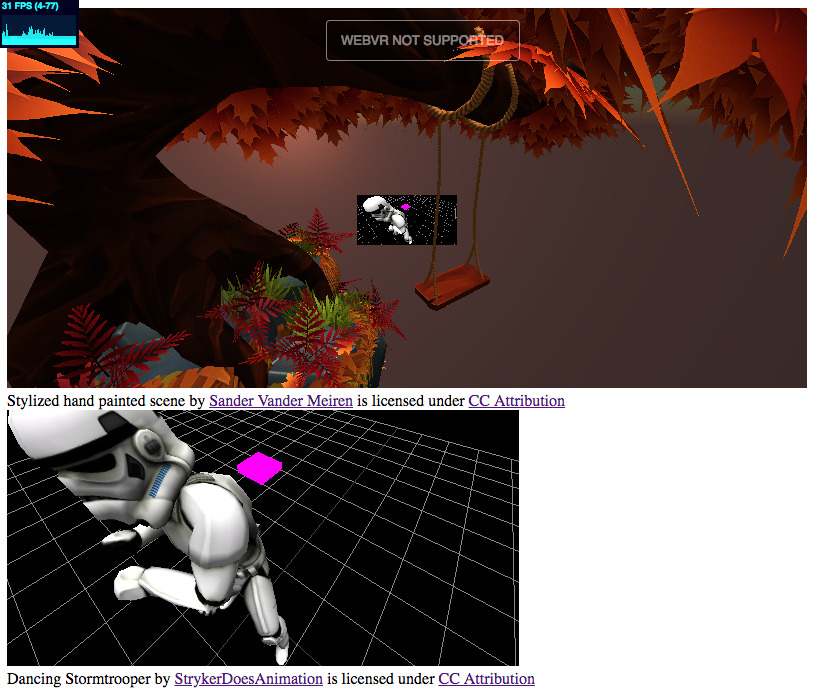 31 FPS (4-77)
WEBVR NOT SUPPORTED
Stylized hand painted scene by Sander Vander Meiren is licensed under CC Attribution
Dancing Stormtrooper by StrykerDoesAnimation is licensed under CC Attribution